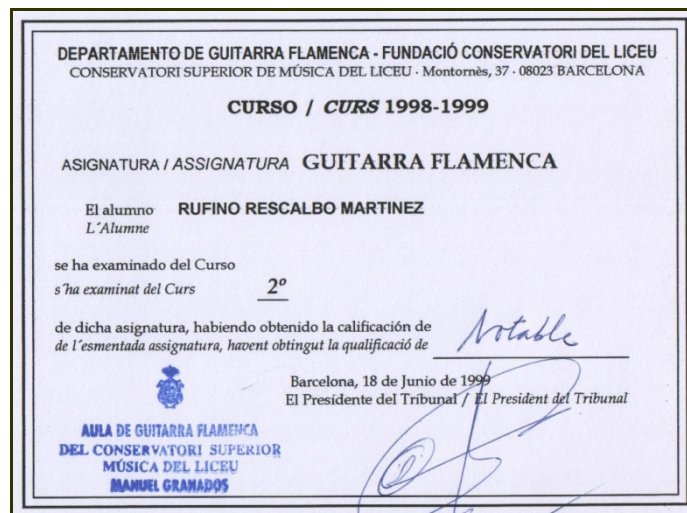 DEPARTAMENTO DE GUITARRA FLAMENCA - FUNDACIÓ CONSERVATORI DEL LICEU
CONSERVATORI SUPERIOR DE MÚSICA DEL LICEU · Montornès, 37 · 08023 BARCELONA
CURSO / CURS 1998-1999
ASIGNATURA / ASSIGNATURA GUITARRA FLAMENCA
El alumno RUFINO RESCALBO MARTINEZ
L´Alumne
se ha examinado del Curso
s´ha examinat del Curs 2º
de dicha asignatura, habiendo obtenido la calificación de
de l´esmentada assignatura, havent obtingut la qualificació de Notable
Barcelona, 18 de Junio de 1999
El Presidente del Tribunal / El President del Tribunal
AULA DE GUITARRA FLAMENCA
DEL CONSERVATORI SUPERIOR
MÚSICA DEL LICEU
MANUEL GRANADOS